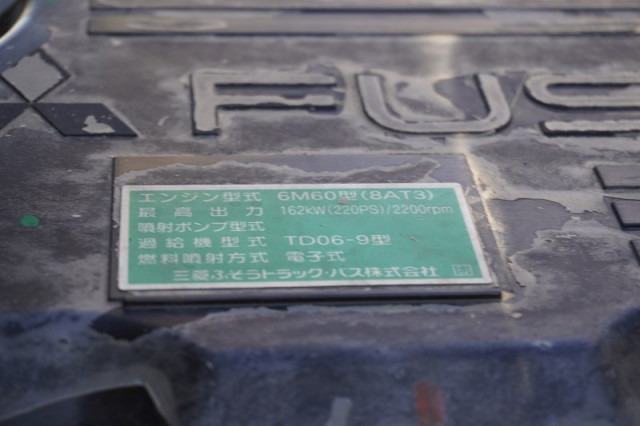 FUS
エンジン型式 6M60型(8AT3)
最高出力 162kW(220PS)/2200rpm
噴射ポンプ型式
過給機型式 TD06-9型
燃料噴射方式 電子式
三菱ふそうトラック・バス株式会社